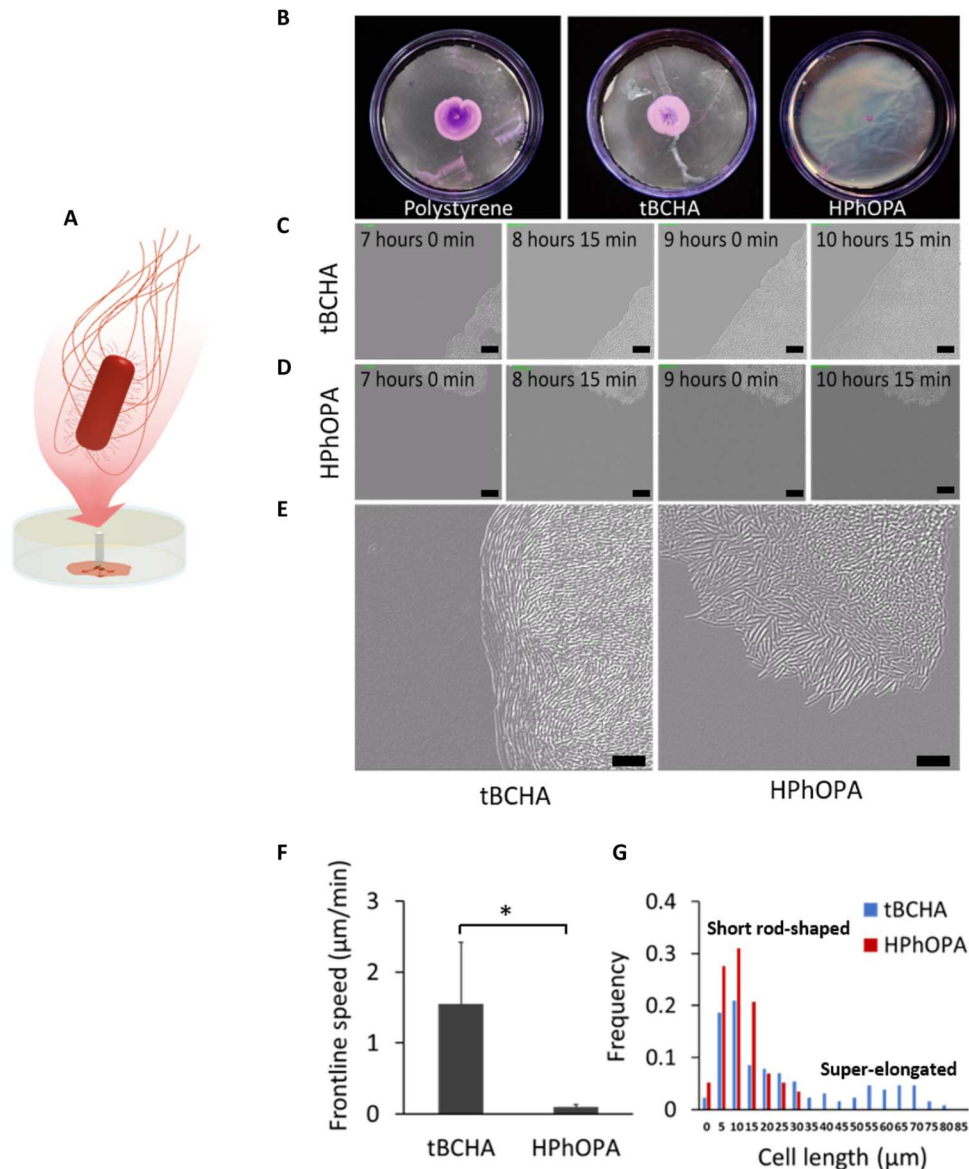 B
Polystyrene
tBCHA
HPhOPA
A
C
tBCHA
7 hours 0 min
8 hours 15 min
9 hours 0 min
10 hours 15 min
D
HPhOPA
7 hours 0 min
8 hours 15 min
9 hours 0 min
10 hours 15 min
E
tBCHA
HPhOPA
F
Frontline speed (µm/min)
3
2
1
0
*
tBCHA
HPhOPA
G
Frequency
0.4
0.3
0.2
0.1
0
tBCHA
HPhOPA
Short rod-shaped
Super-elongated
0 5 10 15 20 25 30 35 40 45 50 55 60 65 70 75 80 85
Cell length (µm)